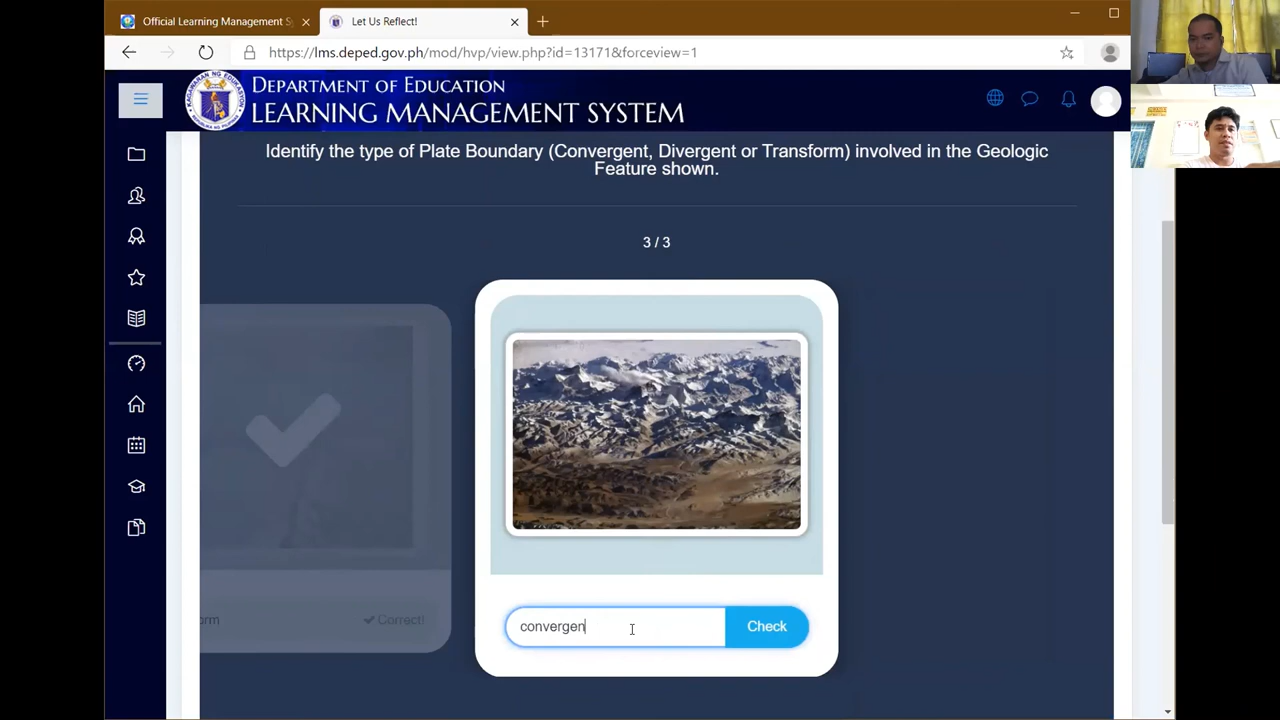 Official Learning Management S
Let Us Reflect!
https://lms.deped.gov.ph/mod/hvp/view.php?id=13171&forceview=1
DEPARTMENT OF EDUCATION
LEARNING MANAGEMENT SYSTEM
Identify the type of Plate Boundary (Convergent, Divergent or Transform) involved in the Geologic
Feature shown.
3 / 3
orm
Correct!
convergen
Check